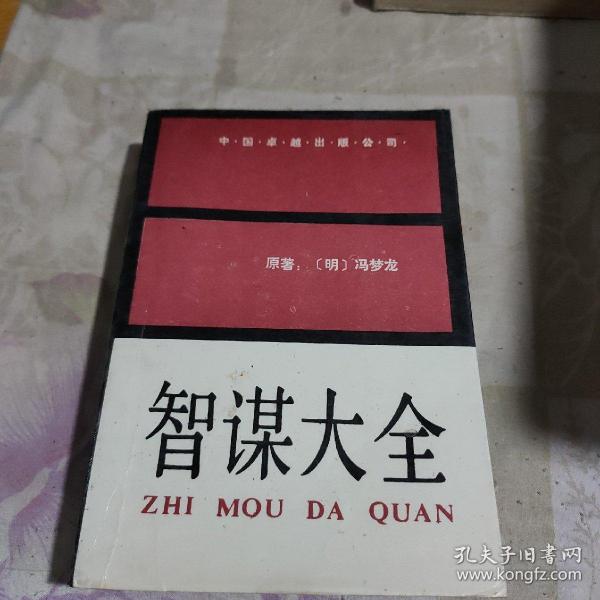 中·国·卓·越·出·版·公·司·
原著：〔明〕冯梦龙
智谋大全
ZHI MOU DA QUAN
孔夫子旧书网
www.kongfz.com